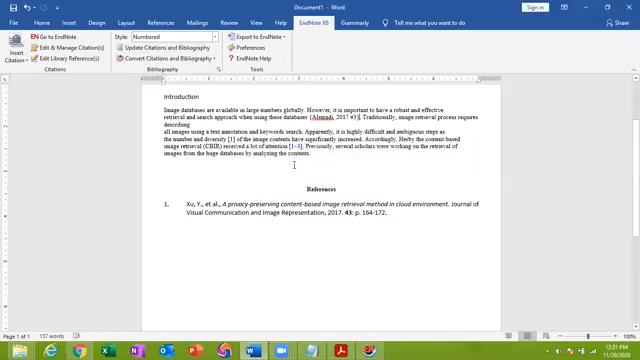 Document1 - Word
Sign in
File Home Insert Design Layout References Mailings Review View Help EndNote X6 Grammarly Tell me what you want to do
Insert Citation
EN Go to EndNote
Edit & Manage Citation(s)
Edit Library Reference(s)
Citations
Style: Numbered
Update Citations and Bibliography
Convert Citations and Bibliography
Bibliography
Export to EndNote
Preferences
EndNote Help
Tools
Introduction
Image databases are available in large numbers globally. However, it is important to have a robust and effective
retrieval and search approach when using these databases {Alsmadi, 2017 #3}. Traditionally, image retrieval process requires
describing
all images using a text annotation and keywords search. Apparently, it is highly difficult and ambiguous steps as
the number and diversity [1] of the image contents have significantly increased. Accordingly, Herby the content-based
image retrieval (CBIR) received a lot of attention [1-3]. Previously, several scholars were working on the retrieval of
images from the huge databases by analyzing the contents.
References
1. Xu, Y., et al., A privacy-preserving content-based image retrieval method in cloud environment. Journal of
Visual Communication and Image Representation, 2017. 43: p. 164-172.
Page 1 of 1 137 words
100%
12:31 PM
11/29/2020